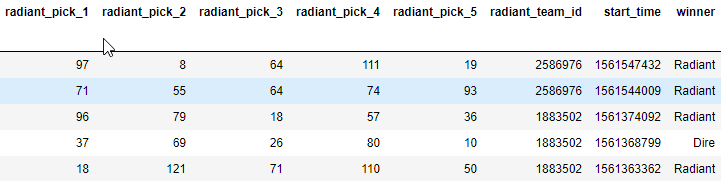 radiant_pick_1 radiant_pick_2 radiant_pick_3 radiant_pick_4 radiant_pick_5 radiant_team_id start_time winner
97 8 64 111 19 2586976 1561547432 Radiant
71 55 64 74 93 2586976 1561544009 Radiant
96 79 18 57 36 1883502 1561374092 Radiant
37 69 26 80 10 1883502 1561368799 Dire
18 121 71 110 50 1883502 1561363362 Radiant